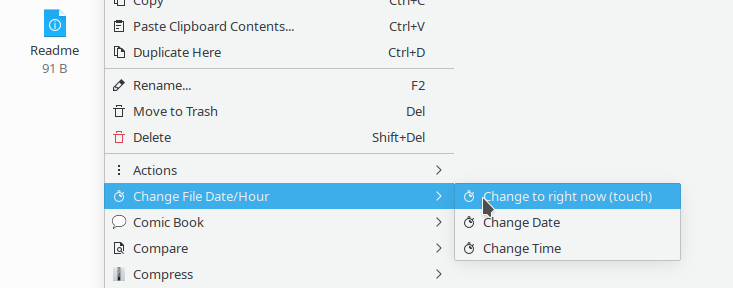 Copy Ctrl+C
Paste Clipboard Contents... Ctrl+V
Duplicate Here Ctrl+D
Readme
91 B
Rename... F2
Move to Trash Del
Delete Shift+Del
Actions
Change File Date/Hour
Change to right now (touch)
Comic Book
Change Date
Compare
Change Time
Compress